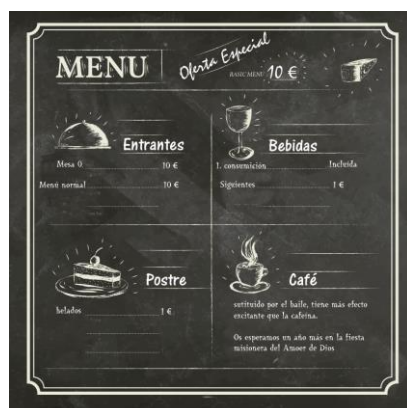 MENU
Oferta Especial
BASIC MENU 10 €
Entrantes
Mesa 0 10 €
Menú normal 10 €
Bebidas
1. consumición Incluida
Siguientes 1 €
Postre
helados 1 €
Café
sutituido por el baile, tiene más efecto
excitante que la cafeina.
Os esperamos un año más en la fiesta
misionera del Amoer de Dios